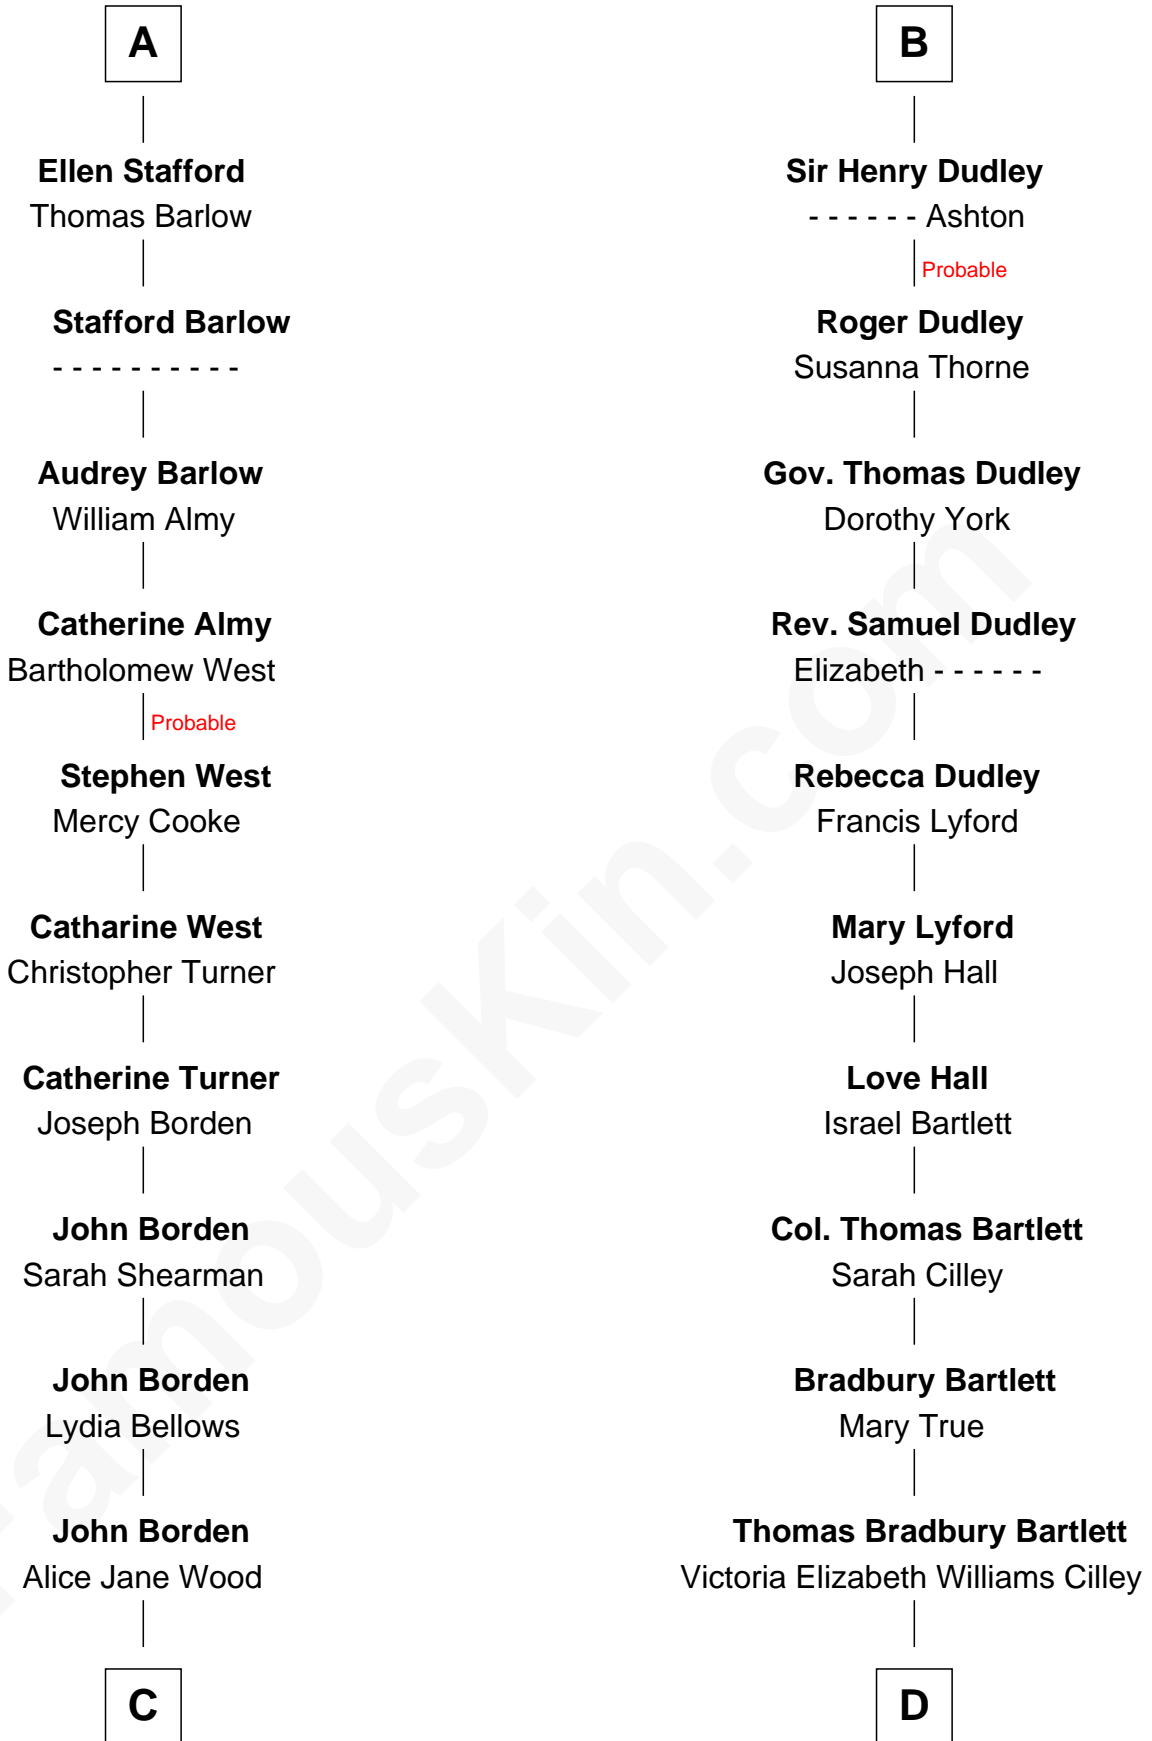 A
Ellen Stafford
Thomas Barlow
Stafford Barlow
- - - - - - - - - -
Audrey Barlow
William Almy
Catherine Almy
Bartholomew West
Probable
Stephen West
Mercy Cooke
Catharine West
Christopher Turner
Catherine Turner
Joseph Borden
John Borden
Sarah Shearman
John Borden
Lydia Bellows
John Borden
Alice Jane Wood
C
B
Sir Henry Dudley
- - - - - - Ashton
Probable
Roger Dudley
Susanna Thorne
Gov. Thomas Dudley
Dorothy York
Rev. Samuel Dudley
Elizabeth - - - - - -
Rebecca Dudley
Francis Lyford
Mary Lyford
Joseph Hall
Love Hall
Israel Bartlett
Col. Thomas Bartlett
Sarah Cilley
Bradbury Bartlett
Mary True
Thomas Bradbury Bartlett
Victoria Elizabeth Williams Cilley
D
FamousKin.com